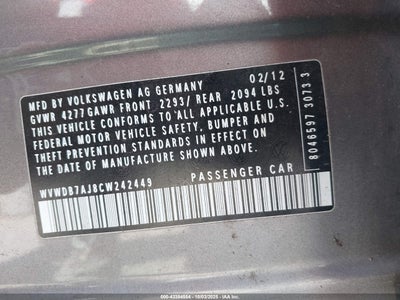 MFD BY VOLKSWAGEN AG GERMANY 02/12
GVWR 4277 GAWR FRONT 2293/ REAR 2094 LBS
THIS VEHICLE CONFORMS TO ALL APPLICABLE U.S.
FEDERAL MOTOR VEHICLE SAFETY, BUMPER AND
THEFT PREVENTION STANDARDS IN EFFECT ON THE
DATE OF MANUFACTURE SHOWN ABOVE.
WVWDB7AJ8CW242449 PASSENGER CAR
8046597 3073 3